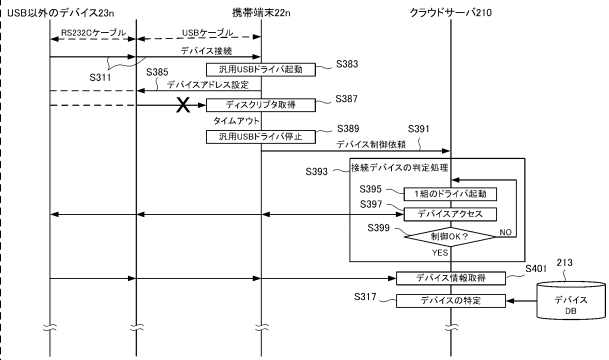 USB以外のデバイス23n
携帯端末22n
クラウドサーバ210
RS232Cケーブル
USBケーブル
デバイス接続
S311
S383
汎用USBドライバ起動
S385
デバイスアドレス設定
S387
ディスクリプタ取得
タイムアウト
S389
汎用USBドライバ停止
S391
デバイス制御依頼
S393
接続デバイスの判定処理
S395
1組のドライバ起動
S397
デバイスアクセス
S399
制御OK?
NO
YES
S401
デバイス情報取得
213
S317
デバイスの特定
デバイス
DB